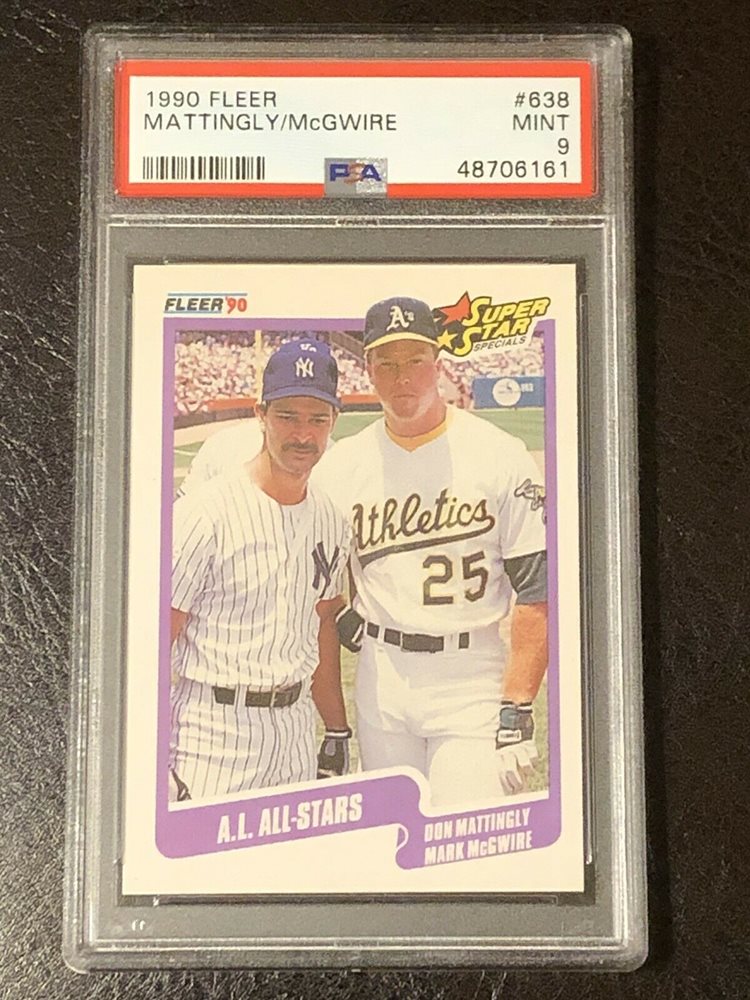 1990 FLEER #638
MATTINGLY/McGWIRE MINT
9
PSA 48706161
FLEER '90
SUPER
STAR
SPECIALS
A's
NY
NY
Athletics
25
A.L. ALL-STARS
DON MATTINGLY
MARK McGWIRE